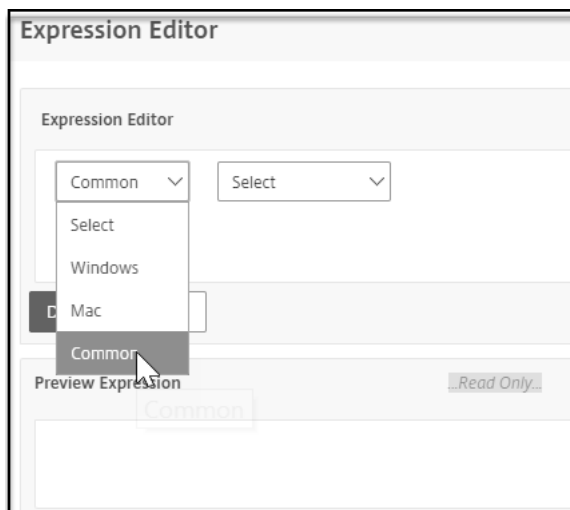 Expression Editor
Expression Editor
Common Select
Select
Windows
D Mac
Common
Preview Expression ...Read Only...
Common